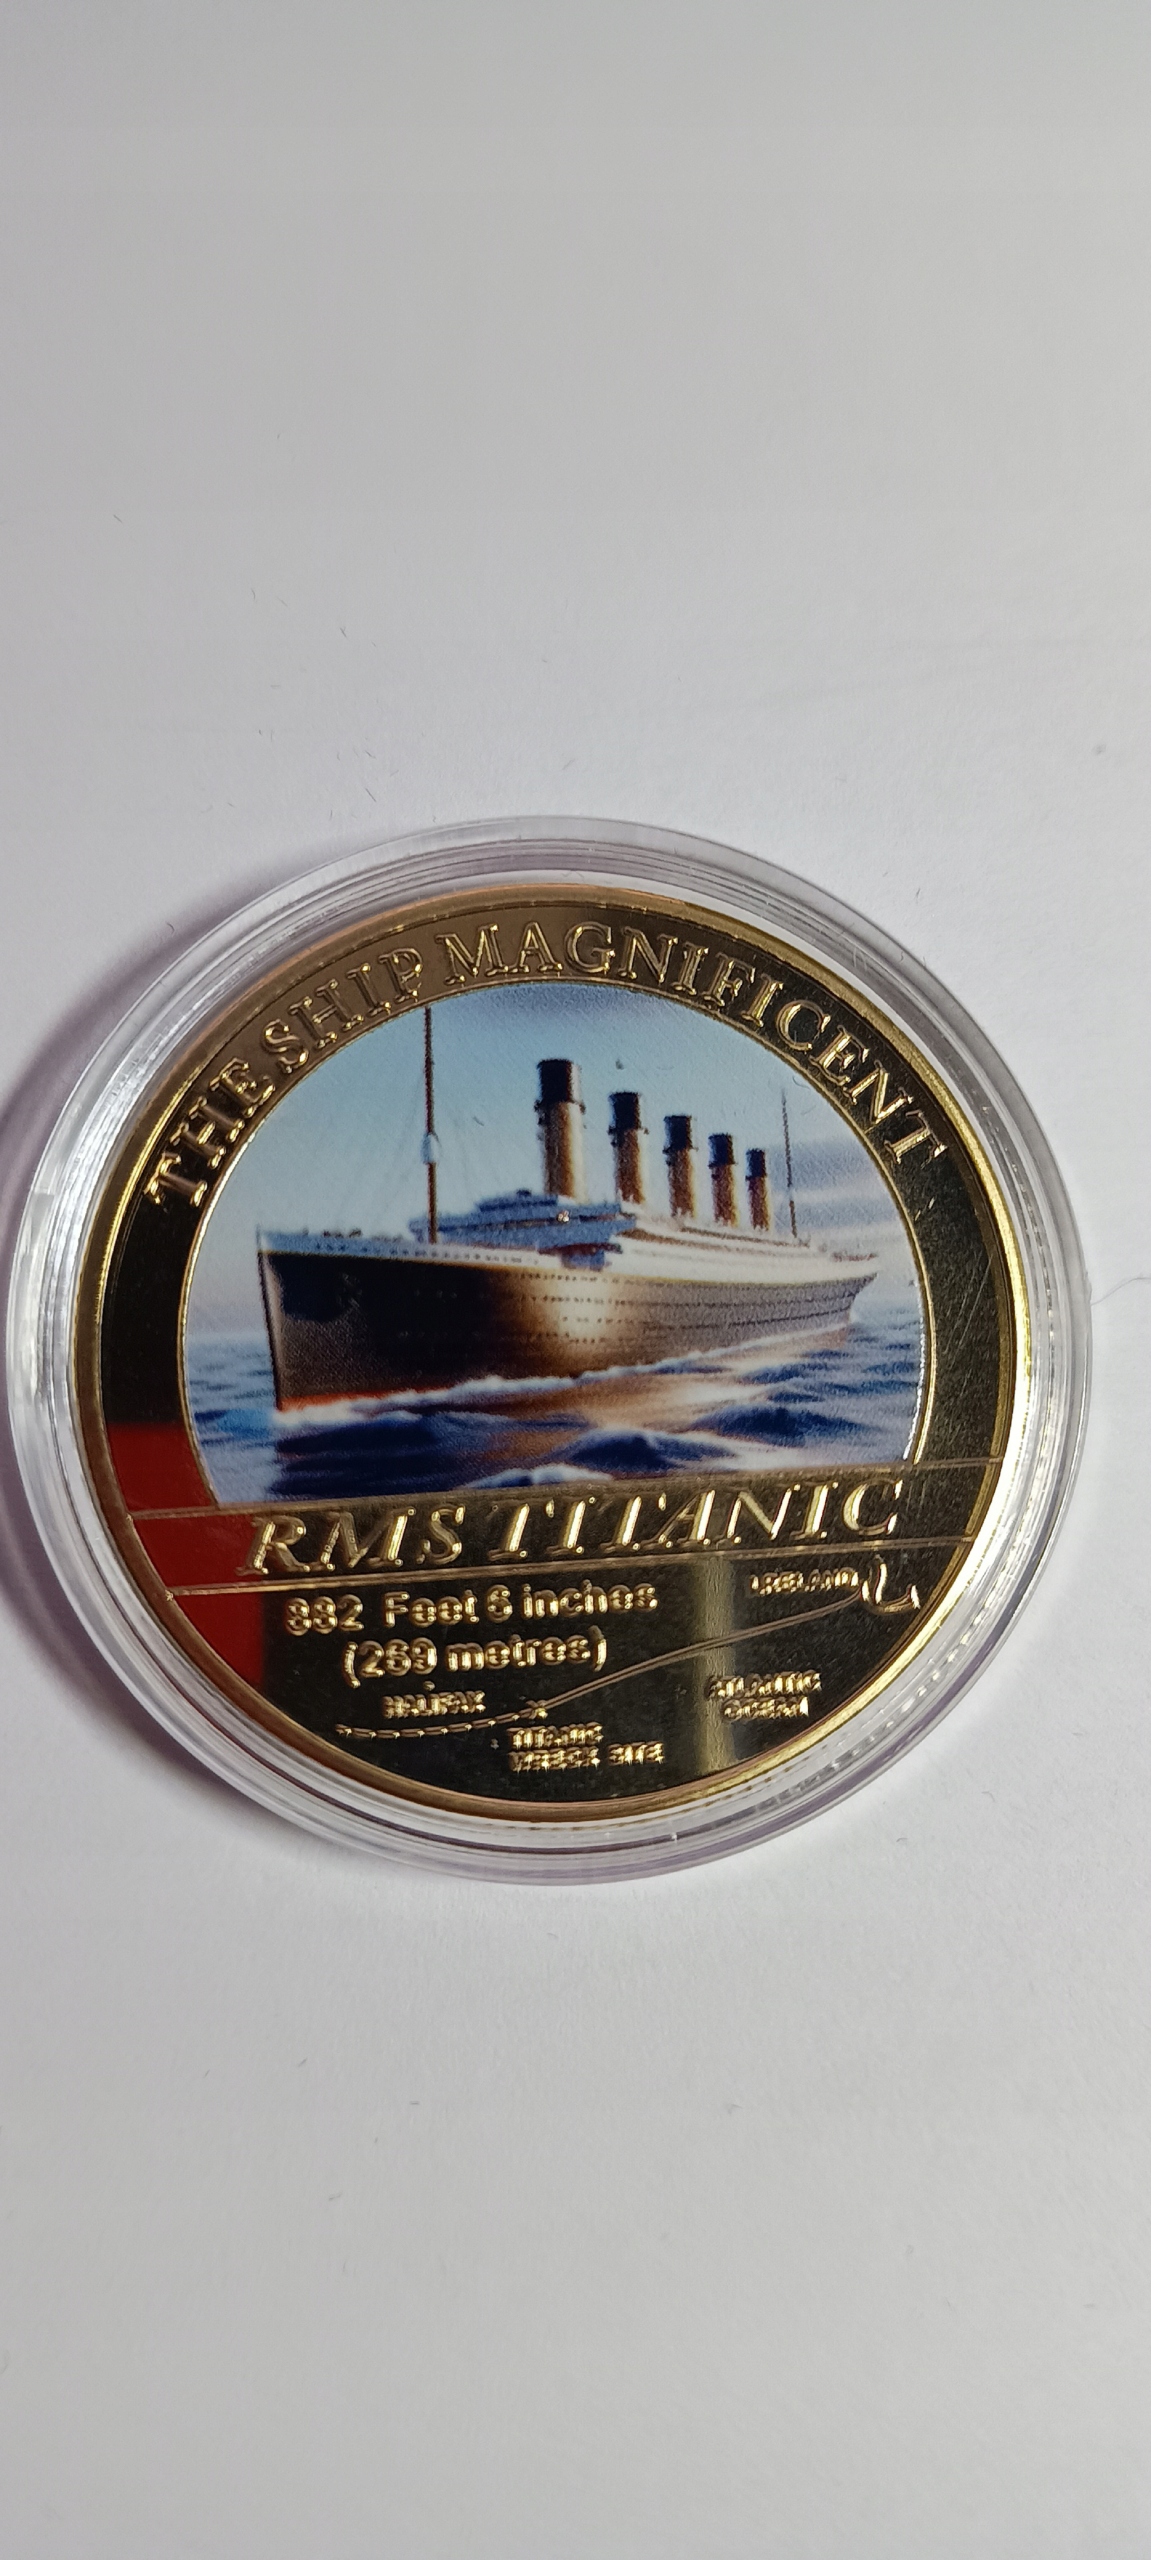 THE SHIP MAGNIFICENT
RMS TITANIC
882 Feet 6 inches
(269 metres)
IRELAND
HALIFAX
ATLANTIC
OCEAN
TITANIC
WRECK SITE